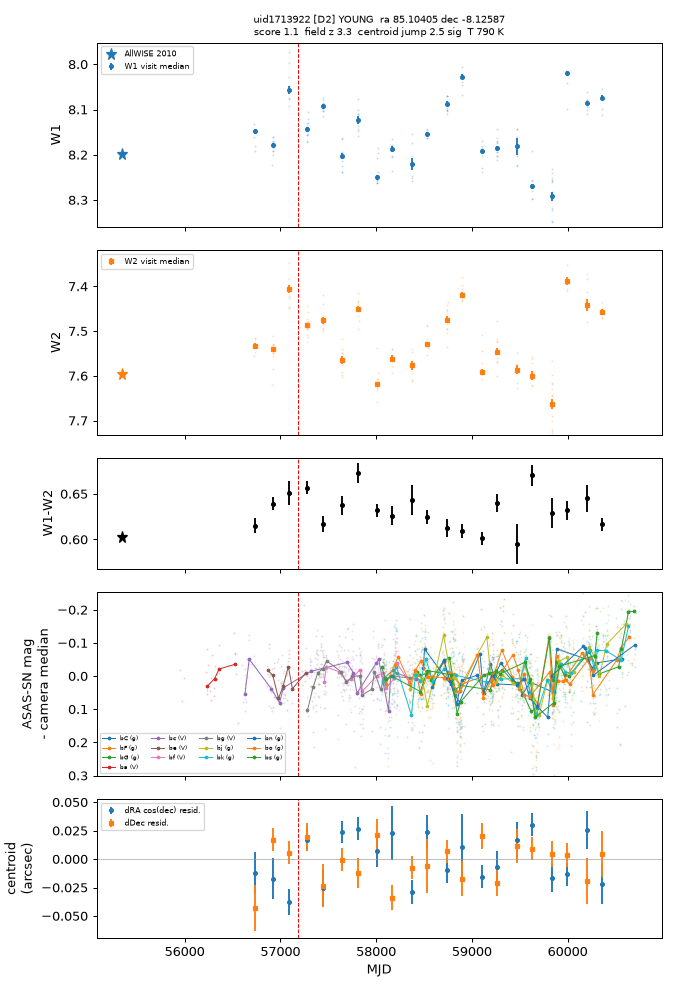 uid1713922 [D2] YOUNG  ra 85.10405 dec -8.12587
score 1.1  field z 3.3  centroid jump 2.5 sig  T 790 K
AllWISE 2010
W1 visit median
8.0
8.1
8.2
8.3
W1
W2 visit median
7.4
7.5
7.6
7.7
W2
0.65
0.60
W1-W2
−0.2
−0.1
0.0
0.1
0.2
0.3
ASAS-SN mag
- camera median
bC (g) bc (V) bg (V) bn (g)
bF (g) be (V) bj (g) bo (g)
bG (g) bf (V) bk (g) bs (g)
ba (V)
dRA cos(dec) resid.
dDec resid.
0.050
0.025
0.000
−0.025
−0.050
centroid
(arcsec)
56000 57000 58000 59000 60000
MJD